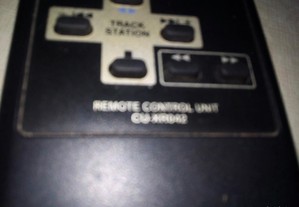 TRACK
STATION
REMOTE CONTROL UNIT